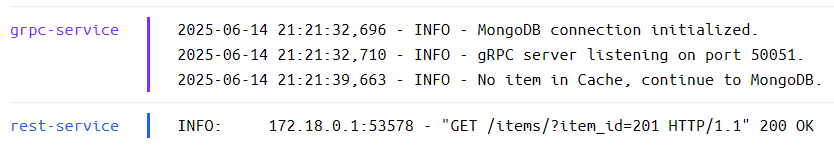 grpc-service 2025-06-14 21:21:32,696 - INFO - MongoDB connection initialized.
2025-06-14 21:21:32,710 - INFO - gRPC server listening on port 50051.
2025-06-14 21:21:39,663 - INFO - No item in Cache, continue to MongoDB.
rest-service INFO:     172.18.0.1:53578 - "GET /items/?item_id=201 HTTP/1.1" 200 OK